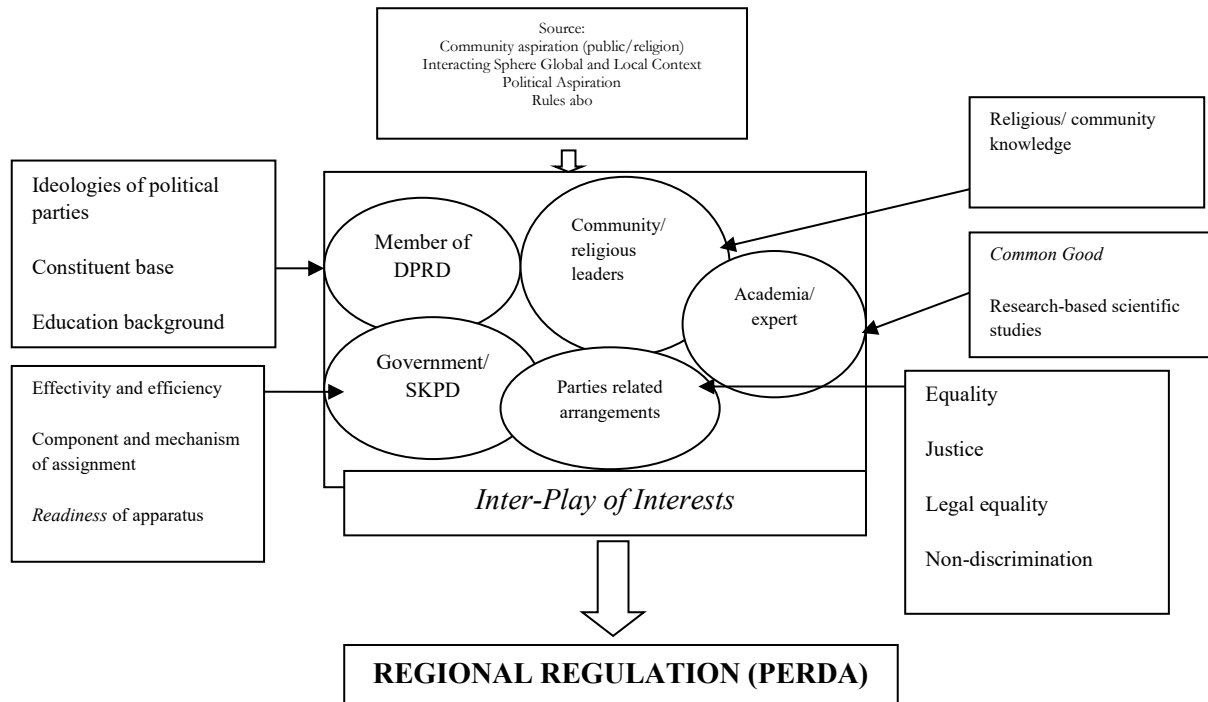 Source:
Community aspiration (public/religion)
Interacting Sphere Global and Local Context
Political Aspiration
Rules abo
Ideologies of political
parties
Constituent base
Education background
Effectivity and efficiency
Component and mechanism
of assignment
Readiness of apparatus
Member of
DPRD
Community/
religious
leaders
Academia/
expert
Government/
SKPD
Parties related
arrangements
Inter-Play of Interests
Religious/ community
knowledge
Common Good
Research-based scientific
studies
Equality
Justice
Legal equality
Non-discrimination
REGIONAL REGULATION (PERDA)